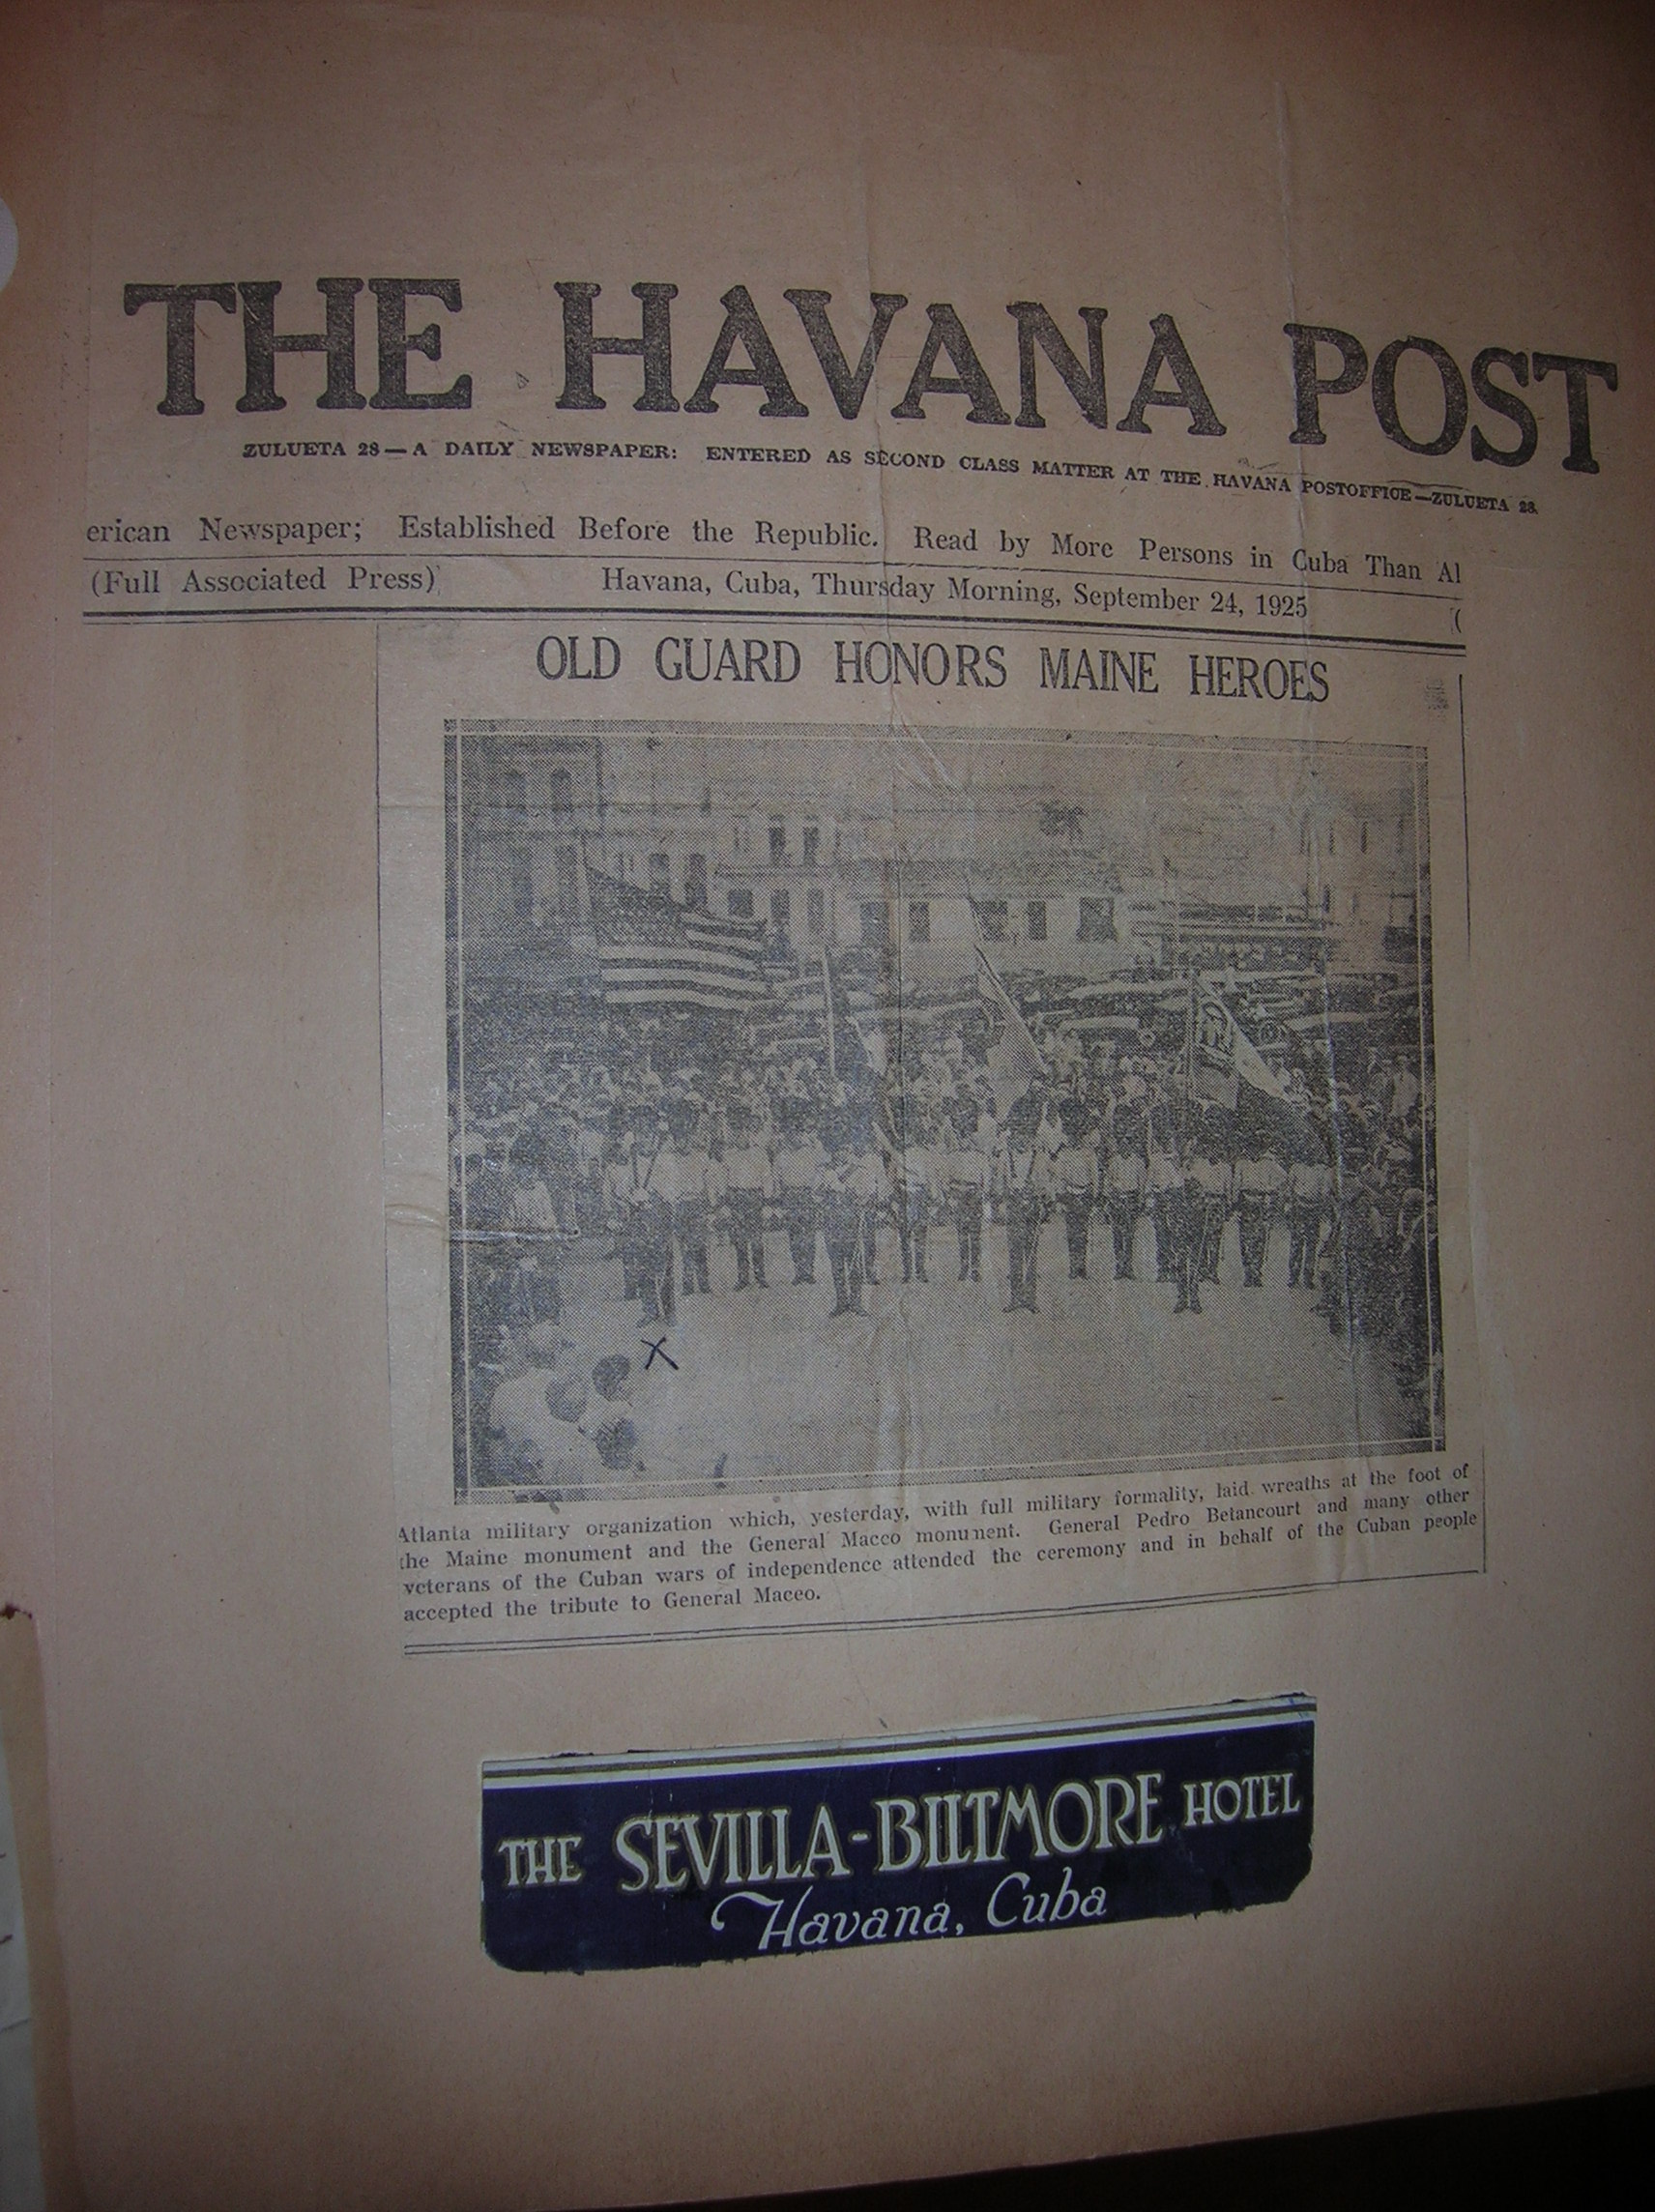 THE HAVANA POST
ZULUETA 28—A DAILY NEWSPAPER: ENTERED AS SECOND CLASS MATTER AT THE HAVANA POSTOFFICE—ZULUETA 28.
erican Newspaper; Established Before the Republic. Read by More Persons in Cuba Than Al
(Full Associated Press) Havana, Cuba, Thursday Morning, September 24, 1925 (
OLD GUARD HONORS MAINE HEROES
X
Atlanta military organization which, yesterday, with full military formality, laid wreaths at the foot of
the Maine monument and the General Maceo monument. General Pedro Betancourt and many other
veterans of the Cuban wars of independence attended the ceremony and in behalf of the Cuban people
accepted the tribute to General Maceo.
THE SEVILLA-BILTMORE HOTEL
Havana, Cuba